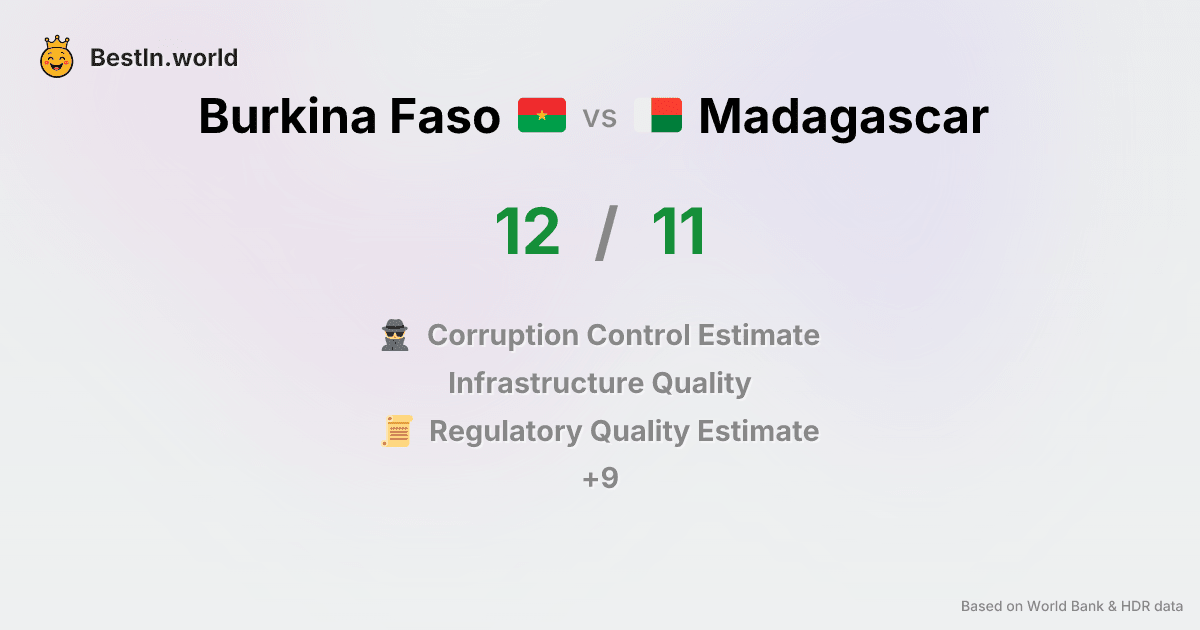 BestIn.world
Burkina Faso vs Madagascar
12 / 11
Corruption Control Estimate
Infrastructure Quality
Regulatory Quality Estimate
+9
Based on World Bank & HDR data